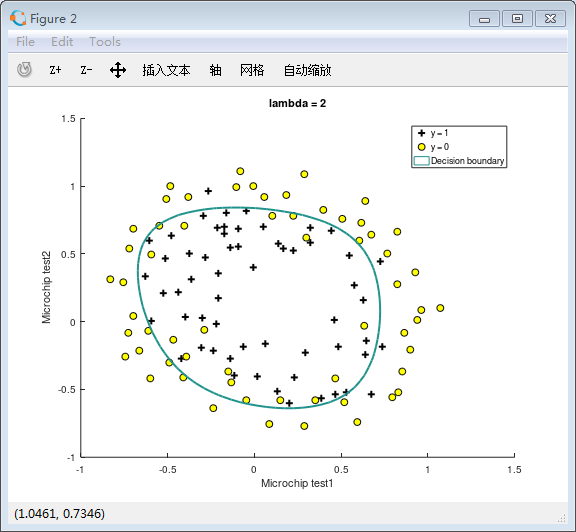 Figure 2
File Edit Tools
Z+ Z- 插入文本 轴 网格 自动缩放
lambda = 2
y = 1
y = 0
Decision boundary
1.5
1
0.5
0
-0.5
-1
Microchip test2
-1 -0.5 0 0.5 1 1.5
Microchip test1
(1.0461, 0.7346)